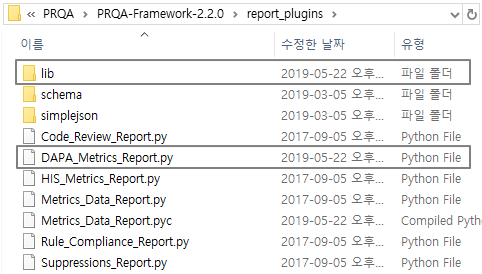 PRQA > PRQA-Framework-2.2.0 > report_plugins
이름 수정한 날짜 유형
lib 2019-05-22 오후... 파일 폴더
schema 2019-03-05 오후... 파일 폴더
simplejson 2019-03-05 오후... 파일 폴더
Code_Review_Report.py 2017-09-05 오후... Python File
DAPA_Metrics_Report.py 2019-05-22 오후... Python File
HIS_Metrics_Report.py 2017-09-05 오후... Python File
Metrics_Data_Report.py 2017-09-05 오후... Python File
Metrics_Data_Report.pyc 2019-05-22 오후... Compiled Pytho
Rule_Compliance_Report.py 2017-09-05 오후... Python File
Suppressions_Report.py 2017-09-05 오후... Python File